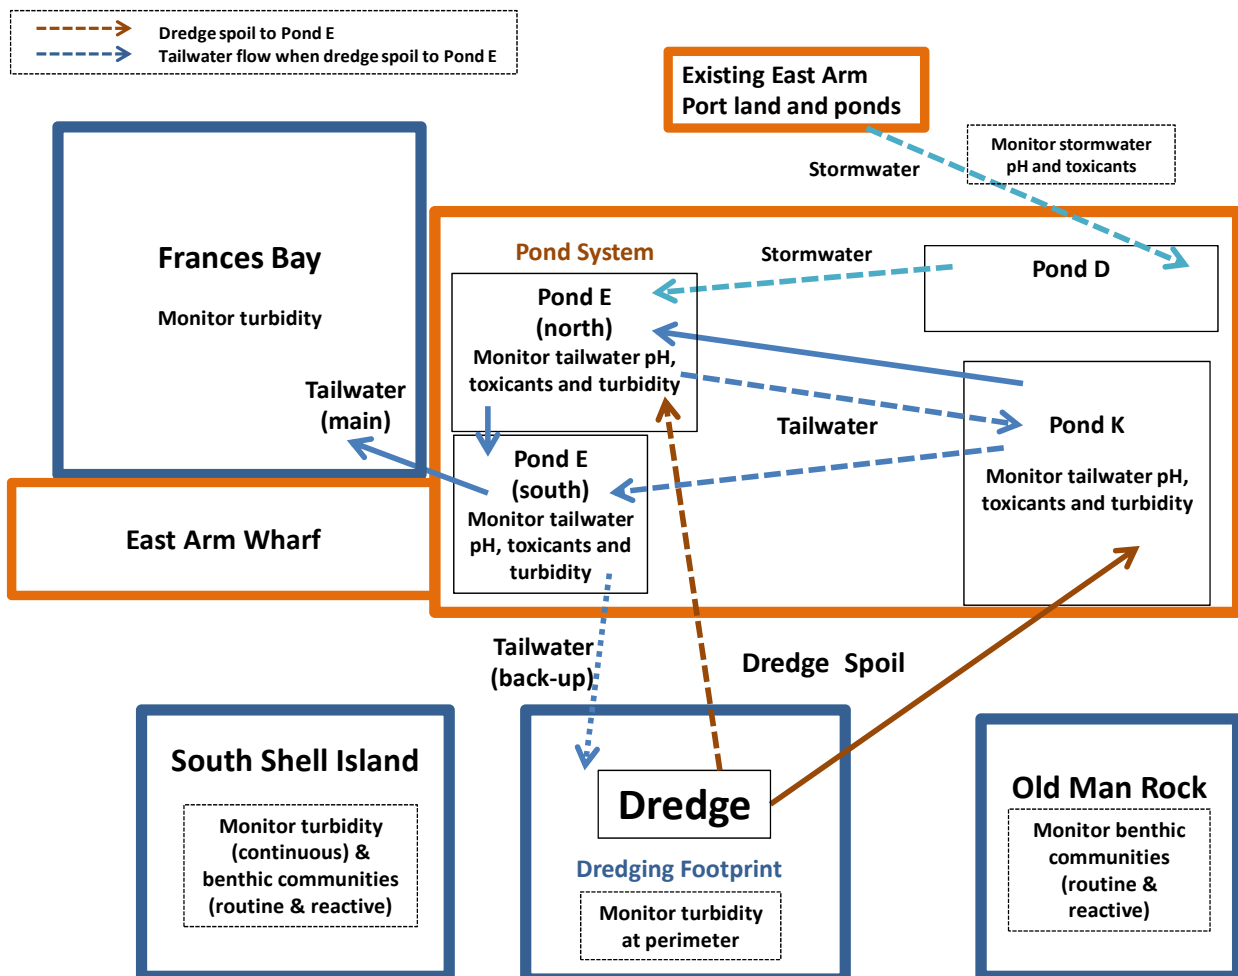 Dredge spoil to Pond E
Tailwater flow when dredge spoil to Pond E
Existing East Arm
Port land and ponds
Monitor stormwater
pH and toxicants
Stormwater
Frances Bay
Monitor turbidity
Pond System
Stormwater
Pond D
Pond E
(north)
Monitor tailwater pH,
toxicants and turbidity
Tailwater
(main)
Tailwater
Pond K
Monitor tailwater pH,
toxicants and turbidity
Pond E
(south)
Monitor tailwater
pH, toxicants and
turbidity
East Arm Wharf
Tailwater
(back-up)
Dredge Spoil
South Shell Island
Monitor turbidity
(continuous) &
benthic communities
(routine & reactive)
Dredge
Dredging Footprint
Monitor turbidity
at perimeter
Old Man Rock
Monitor benthic
communities
(routine &
reactive)